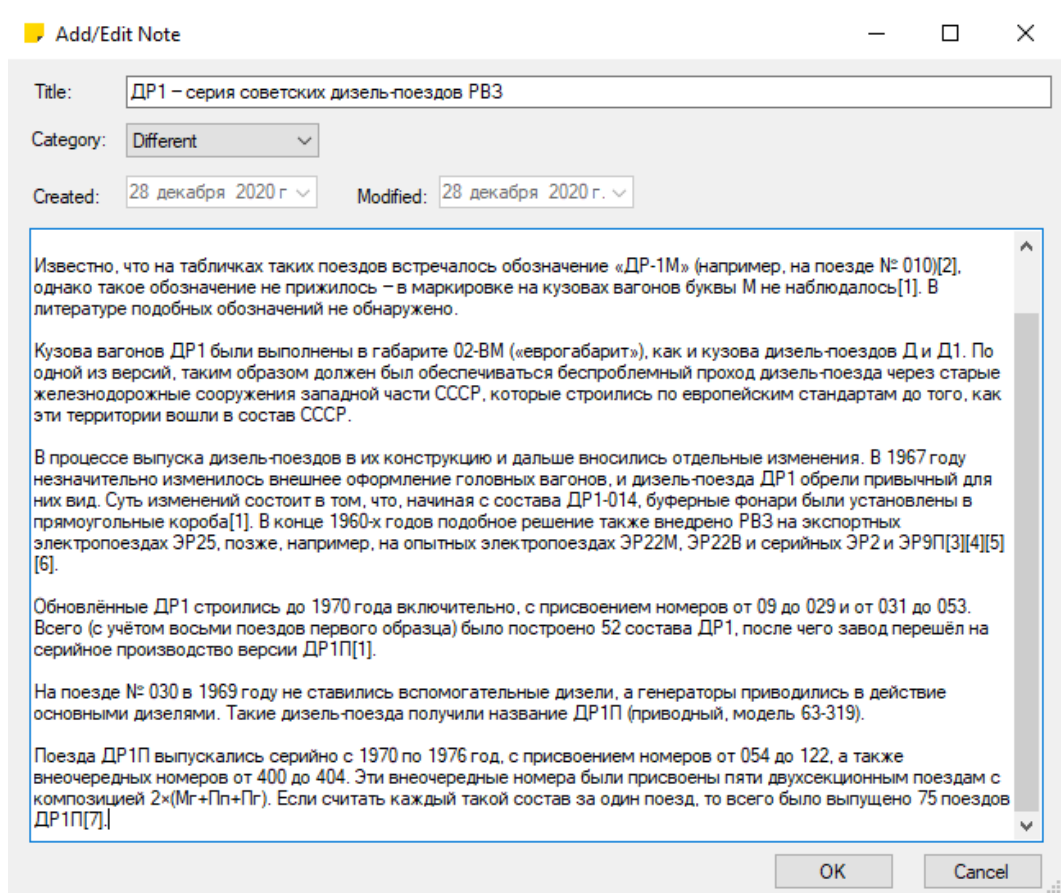 Add/Edit Note
Title: ДР1 – серия советских дизель-поездов РВЗ
Category: Different
Created: 28 декабря 2020 г Modified: 28 декабря 2020 г.
Известно, что на табличках таких поездов встречалось обозначение «ДР-1М» (например, на поезде № 010)[2],
однако такое обозначение не прижилось – в маркировке на кузовах вагонов буквы М не наблюдалось[1]. В
литературе подобных обозначений не обнаружено.
Кузова вагонов ДР1 были выполнены в габарите 02-ВМ («еврогабарит»), как и кузова дизель-поездов Д и Д1. По
одной из версий, таким образом должен был обеспечиваться беспроблемный проход дизель-поезда через старые
железнодорожные сооружения западной части СССР, которые строились по европейским стандартам до того, как
эти территории вошли в состав СССР.
В процессе выпуска дизель-поездов в их конструкцию и дальше вносились отдельные изменения. В 1967 году
незначительно изменилось внешнее оформление головных вагонов, и дизель-поезда ДР1 обрели привычный для
них вид. Суть изменений состоит в том, что, начиная с состава ДР1-014, буферные фонари были установлены в
прямоугольные короба[1]. В конце 1960-х годов подобное решение также внедрено РВЗ на экспортных
электропоездах ЭР25, позже, например, на опытных электропоездах ЭР22М, ЭР22В и серийных ЭР2 и ЭР9П[3][4][5]
[6].
Обновлённые ДР1 строились до 1970 года включительно, с присвоением номеров от 09 до 029 и от 031 до 053.
Всего (с учётом восьми поездов первого образца) было построено 52 состава ДР1, после чего завод перешёл на
серийное производство версии ДР1П[1].
На поезде № 030 в 1969 году не ставились вспомогательные дизели, а генераторы приводились в действие
основными дизелями. Такие дизель-поезда получили название ДР1П (приводный, модель 63-319).
Поезда ДР1П выпускались серийно с 1970 по 1976 год, с присвоением номеров от 054 до 122, а также
внеочередных номеров от 400 до 404. Эти внеочередные номера были присвоены пяти двухсекционным поездам с
композицией 2×(Мг+Пп+Пг). Если считать каждый такой состав за один поезд, то всего было выпущено 75 поездов
ДР1П[7].
OK Cancel